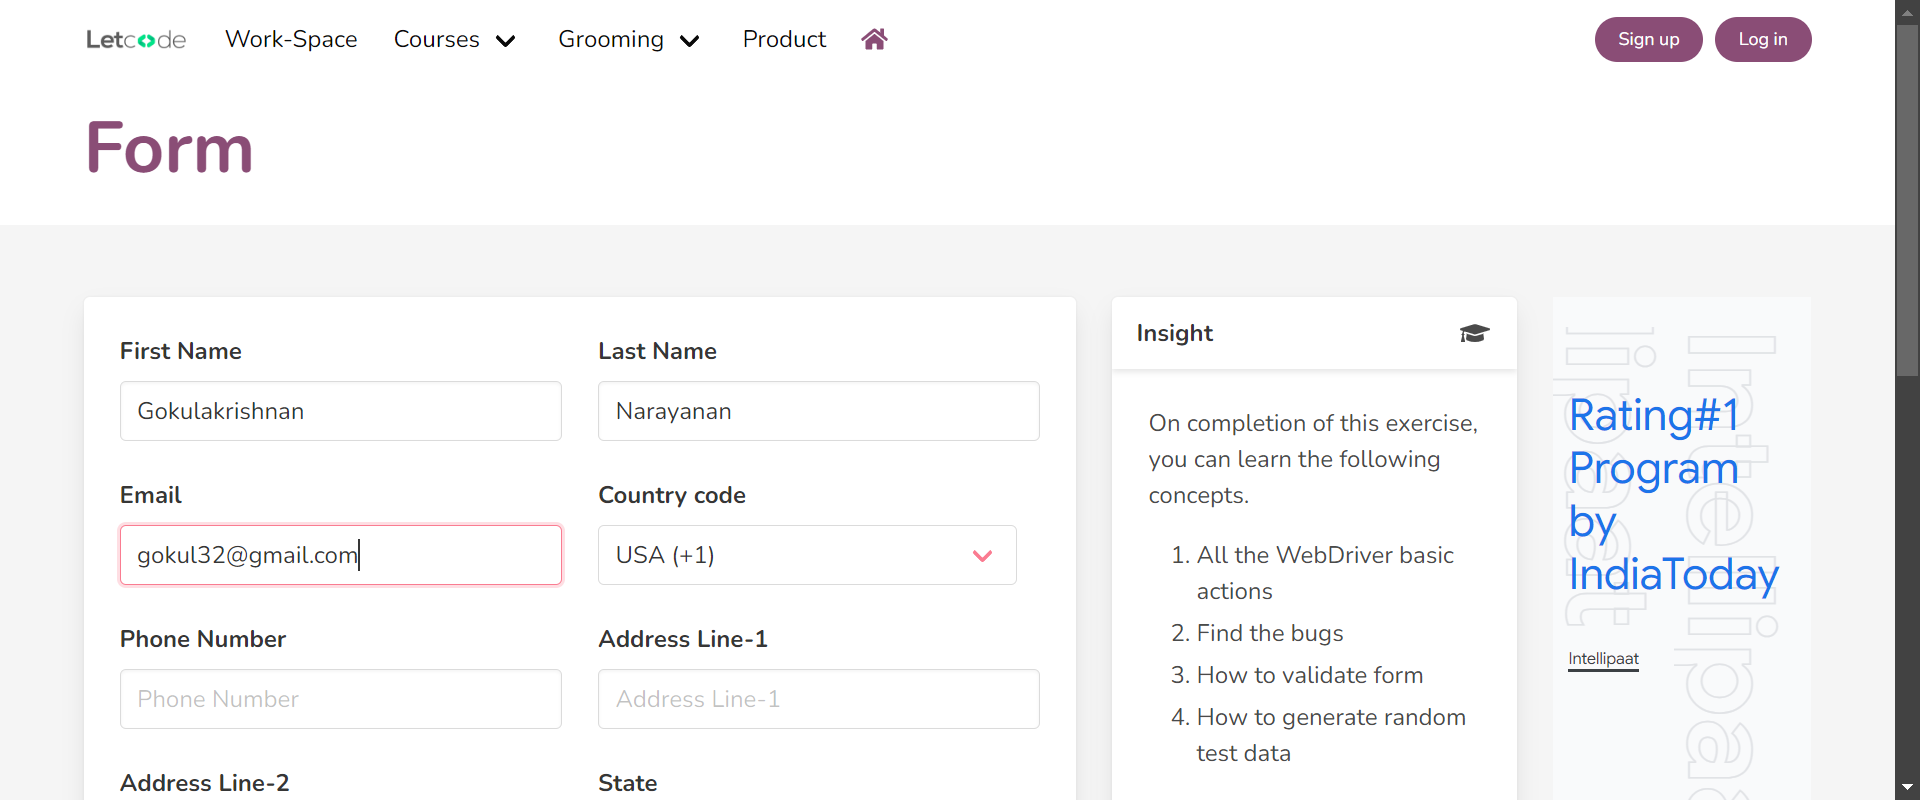 Letcode Work-Space Courses Grooming Product Sign up Log in
Form
First Name
Gokulakrishnan
Last Name
Narayanan
Email
gokul32@gmail.com
Country code
USA (+1)
Phone Number
Phone Number
Address Line-1
Address Line-1
Address Line-2
State
Insight
On completion of this exercise,
you can learn the following
concepts.
1. All the WebDriver basic
actions
2. Find the bugs
3. How to validate form
4. How to generate random
test data
Rating#1
Program
by
IndiaToday
Intellipaat